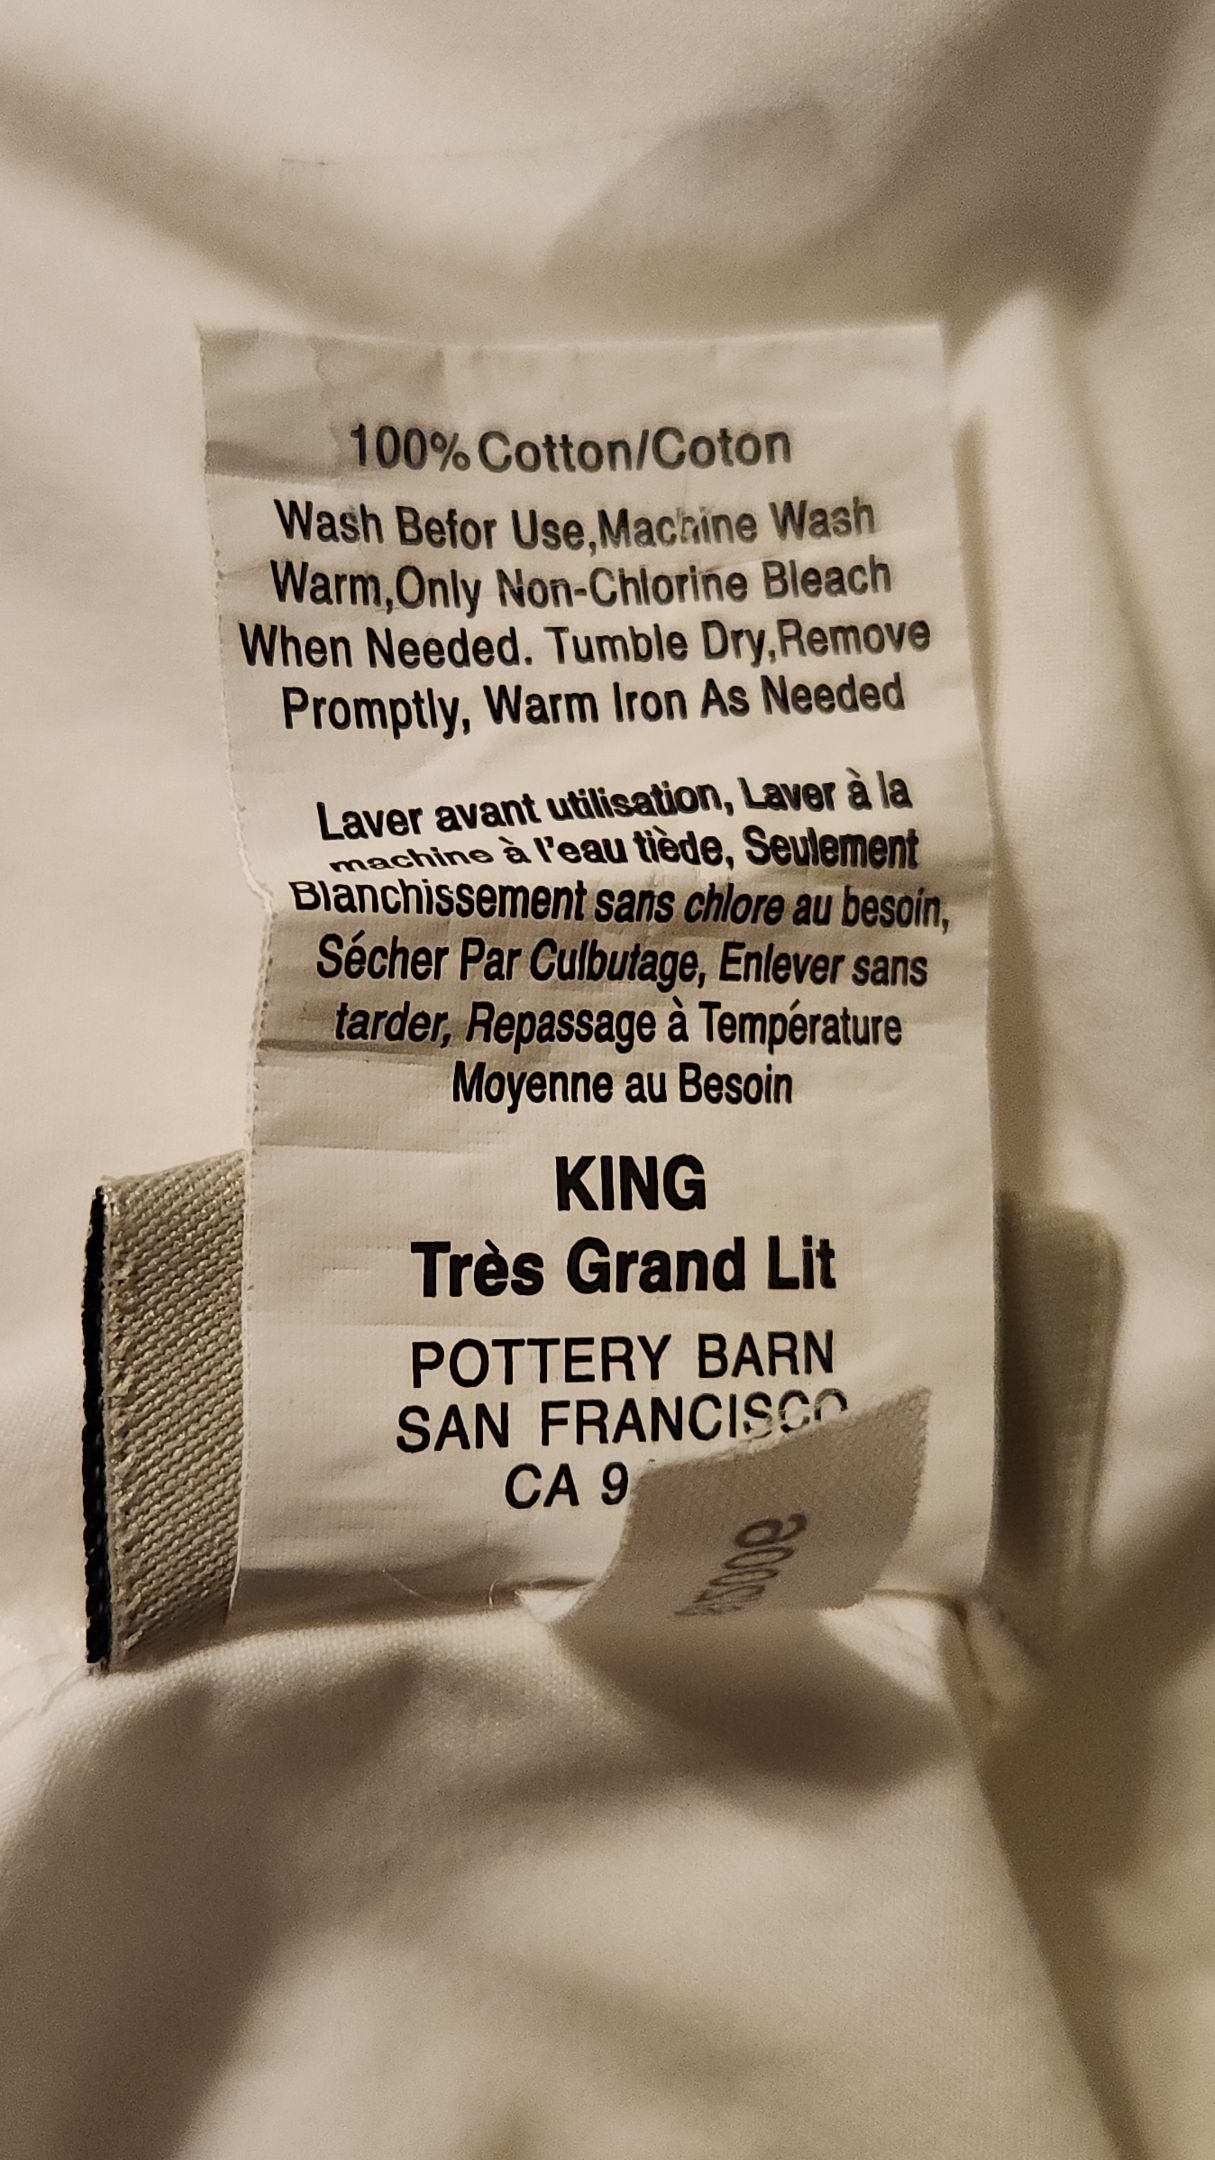 100% Cotton/Coton
Wash Befor Use,Machine Wash
Warm,Only Non-Chlorine Bleach
When Needed. Tumble Dry,Remove
Promptly, Warm Iron As Needed
Laver avant utilisation, Laver à la
machine à l'eau tiède, Seulement
Blanchissement sans chlore au besoin,
Sécher Par Culbutage, Enlever sans
tarder, Repassage à Température
Moyenne au Besoin
KING
Très Grand Lit
POTTERY BARN
SAN FRANCISCO
CA 9